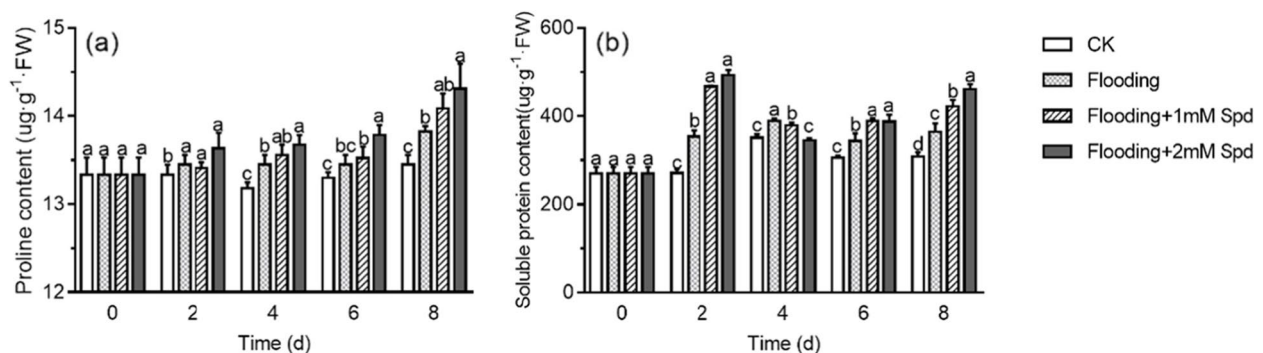 (a)
Proline content (ug·g⁻¹·FW)
15
14
13
12
a a a a
b a a a
c b ab a
c bc b a
c b ab a
0 2 4 6 8
Time (d)
(b)
Soluble protein content(ug·g⁻¹·FW)
600
400
200
0
a a a a
c b a a
c a b c
c b a a
d c b a
0 2 4 6 8
Time (d)
CK
Flooding
Flooding+1mM Spd
Flooding+2mM Spd